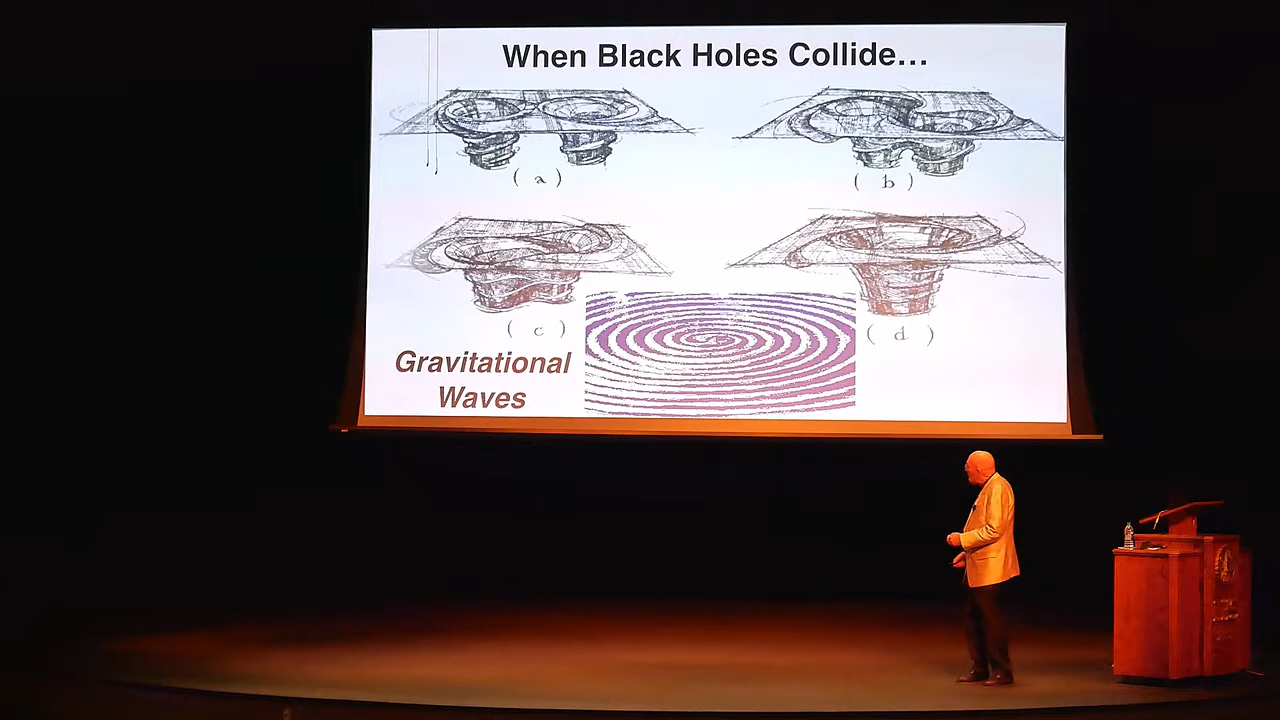 When Black Holes Collide...
( a )
( b )
( c )
( d )
Gravitational
Waves